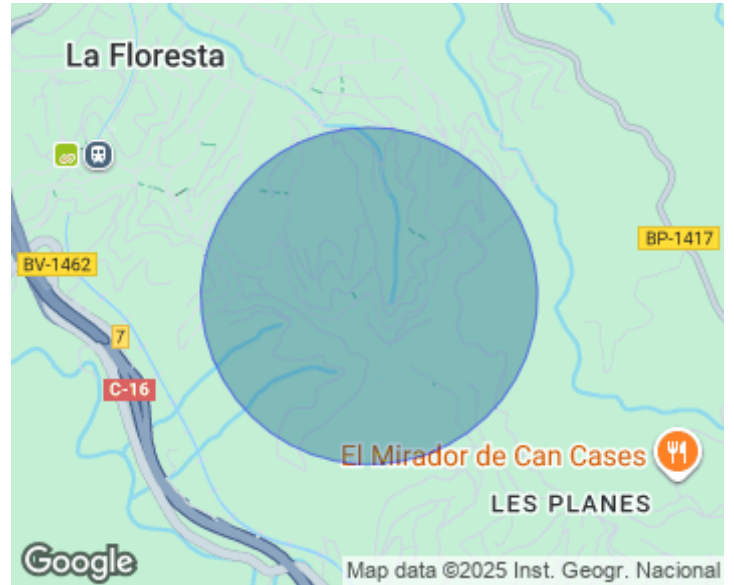 La Floresta
BP-1417
BV-1462
7
C-16
El Mirador de Can Cases
LES PLANES
Google
Map data ©2025 Inst. Geogr. Nacional